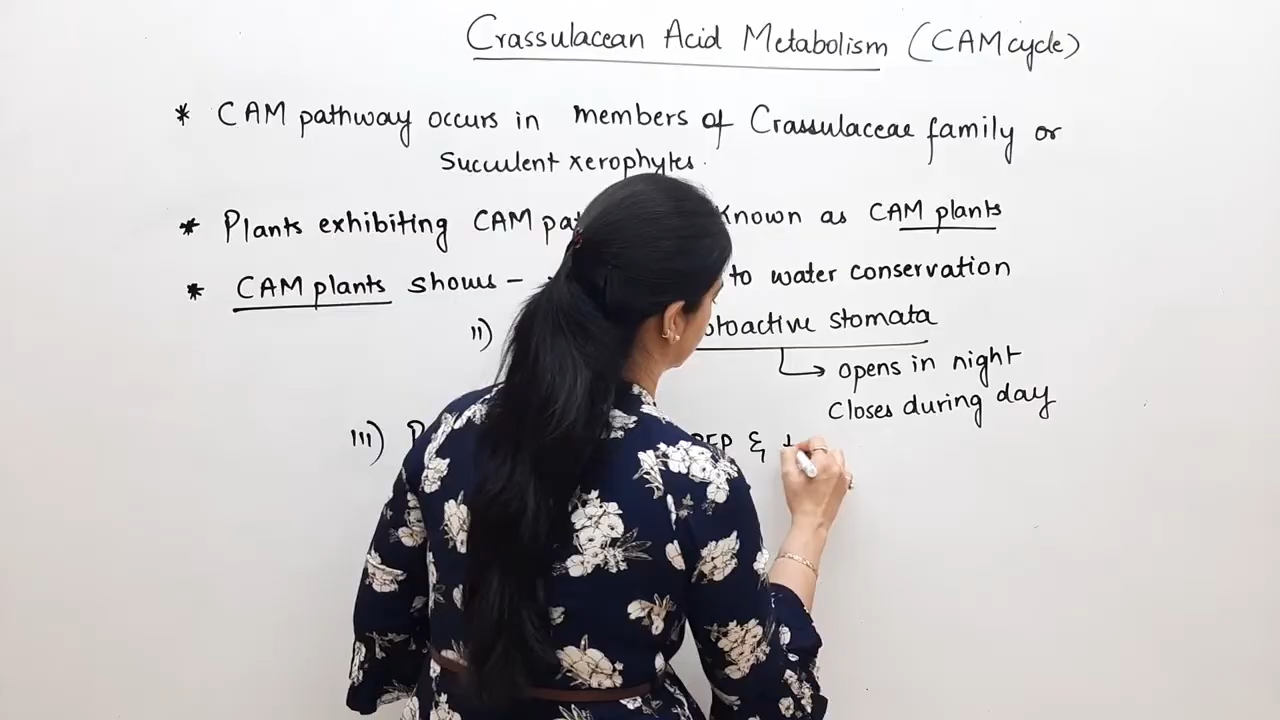 Crassulacean Acid Metabolism (CAM cycle)
* CAM pathway occurs in members of Crassulaceae family or
Succulent xerophytes.
* Plants exhibiting CAM known as CAM plants
* CAM plants shows - to water conservation
II) stomata
opens in night
Closes during day
III) PEP &